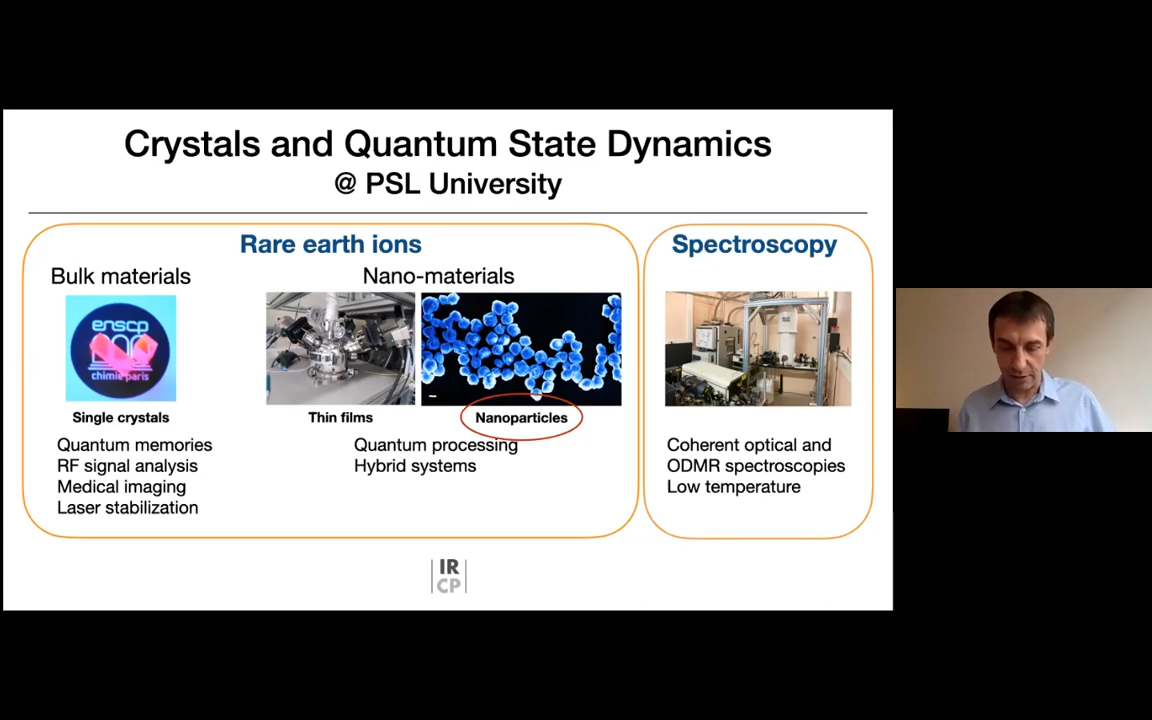 Crystals and Quantum State Dynamics
@ PSL University
Rare earth ions
Bulk materials
Nano-materials
enscp
chimie paris
Single crystals
Thin films
Nanoparticles
Quantum memories
RF signal analysis
Medical imaging
Laser stabilization
Quantum processing
Hybrid systems
Spectroscopy
Coherent optical and
ODMR spectroscopies
Low temperature
IR
CP